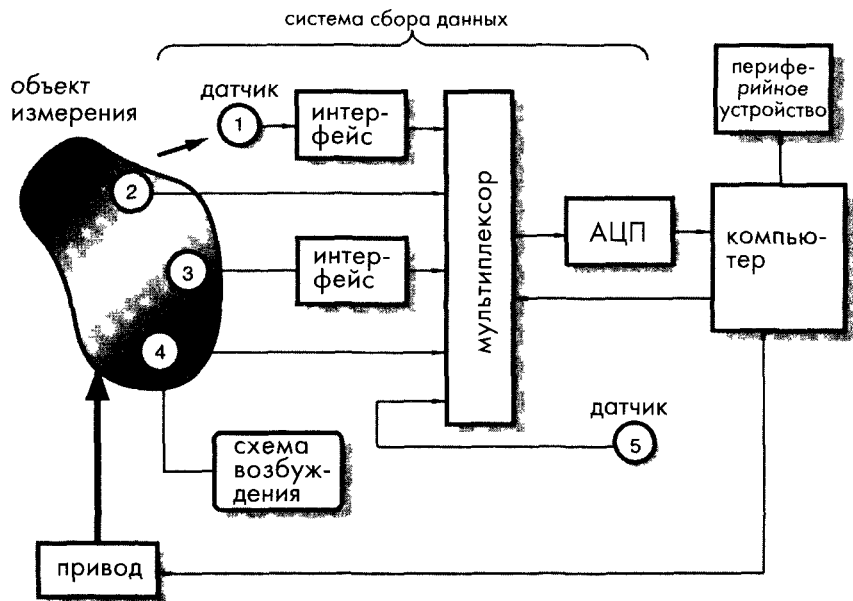 система сбора данных
объект
измерения
датчик
1
интер-
фейс
2
3
интер-
фейс
4
мультиплексор
АЦП
перифе-
рийное
устройство
компью-
тер
датчик
5
схема
возбуж-
дения
привод